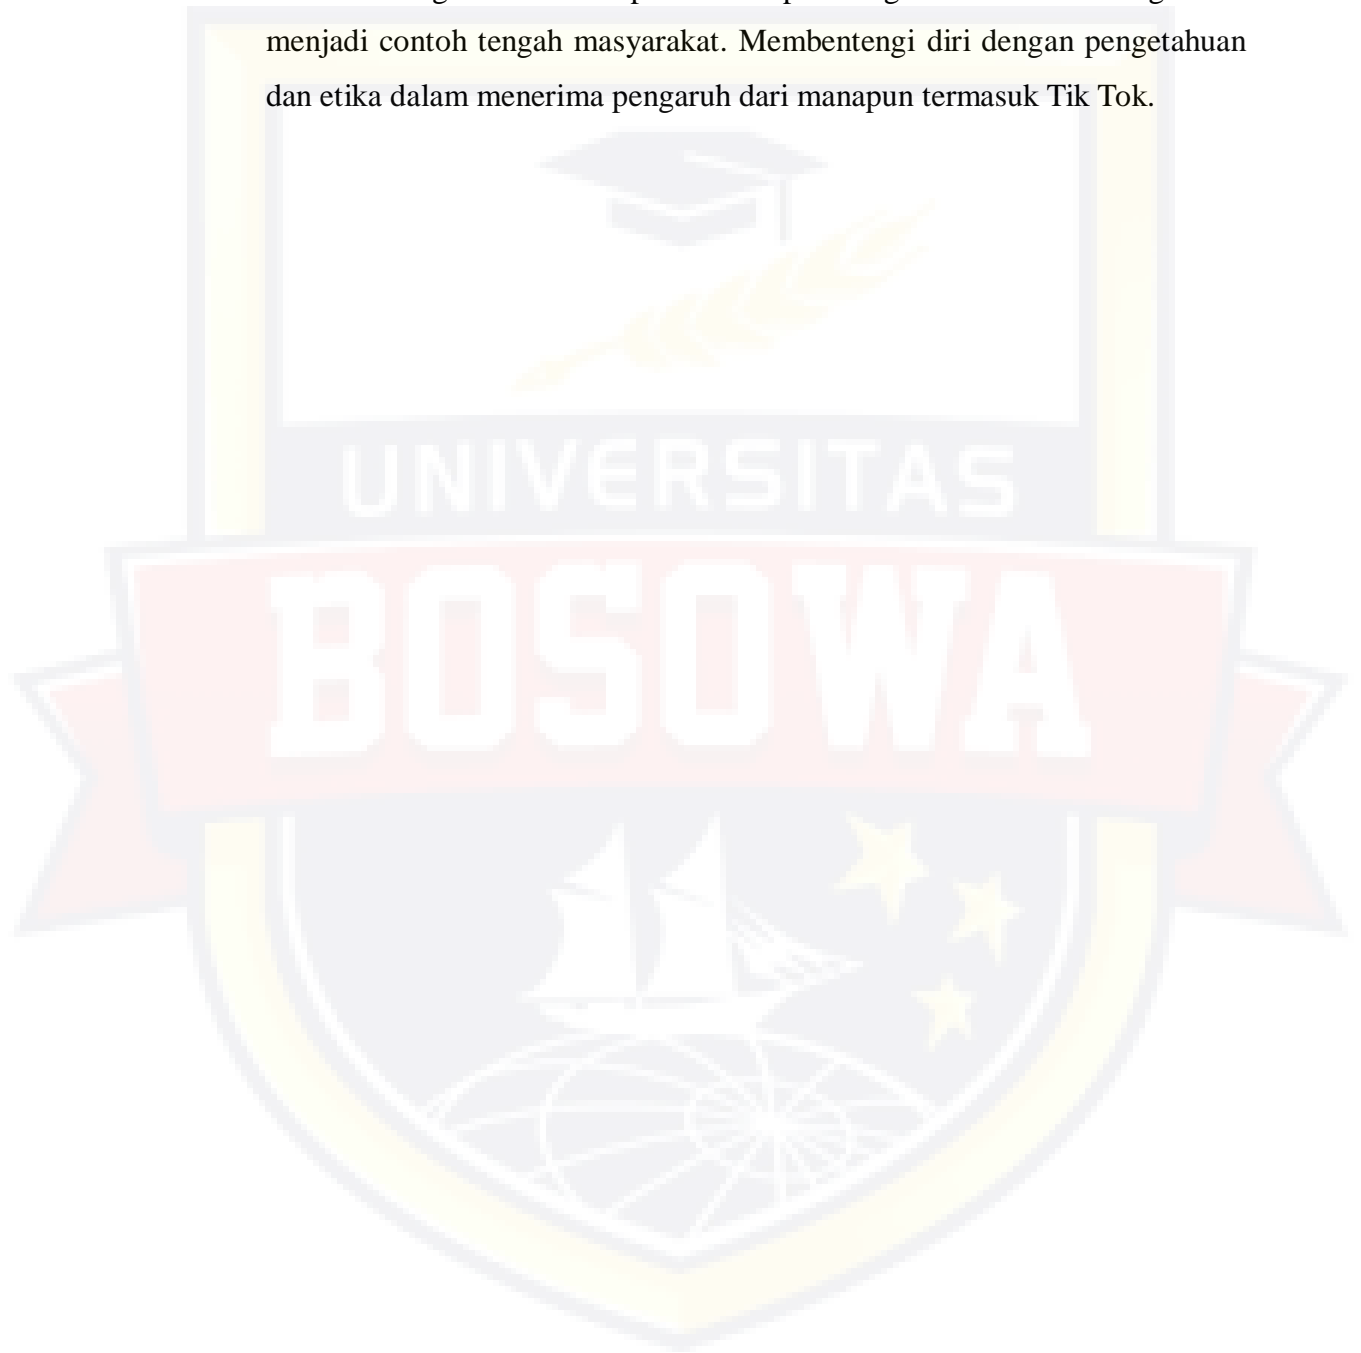 menjadi contoh tengah masyarakat. Membentengi diri dengan pengetahuan
dan etika dalam menerima pengaruh dari manapun termasuk Tik Tok.
UNIVERSITAS
BOSOWA